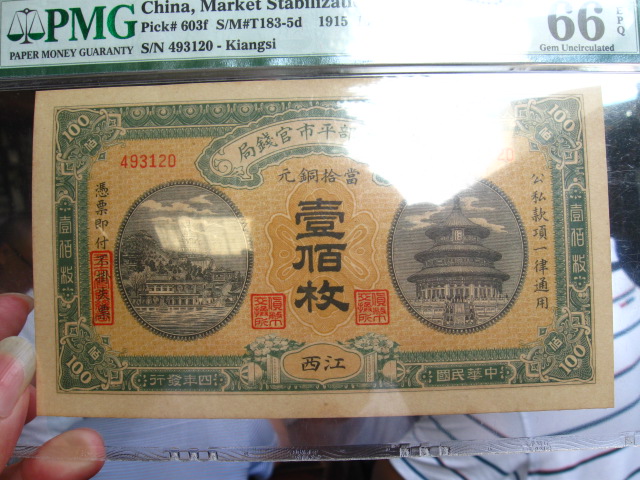 PMG
PAPER MONEY GUARANTY
China, Market Stabilizat
Pick# 603f S/M#T183-5d 1915
S/N 493120 - Kiangsi
66 EPQ
Gem Uncirculated
100
100
局錢官市平部
493120
元銅拾當
憑票即付
公私款項一律通用
壹佰枚
壹佰枚
壹佰枚
西江
行發年四
國民華中
100
100